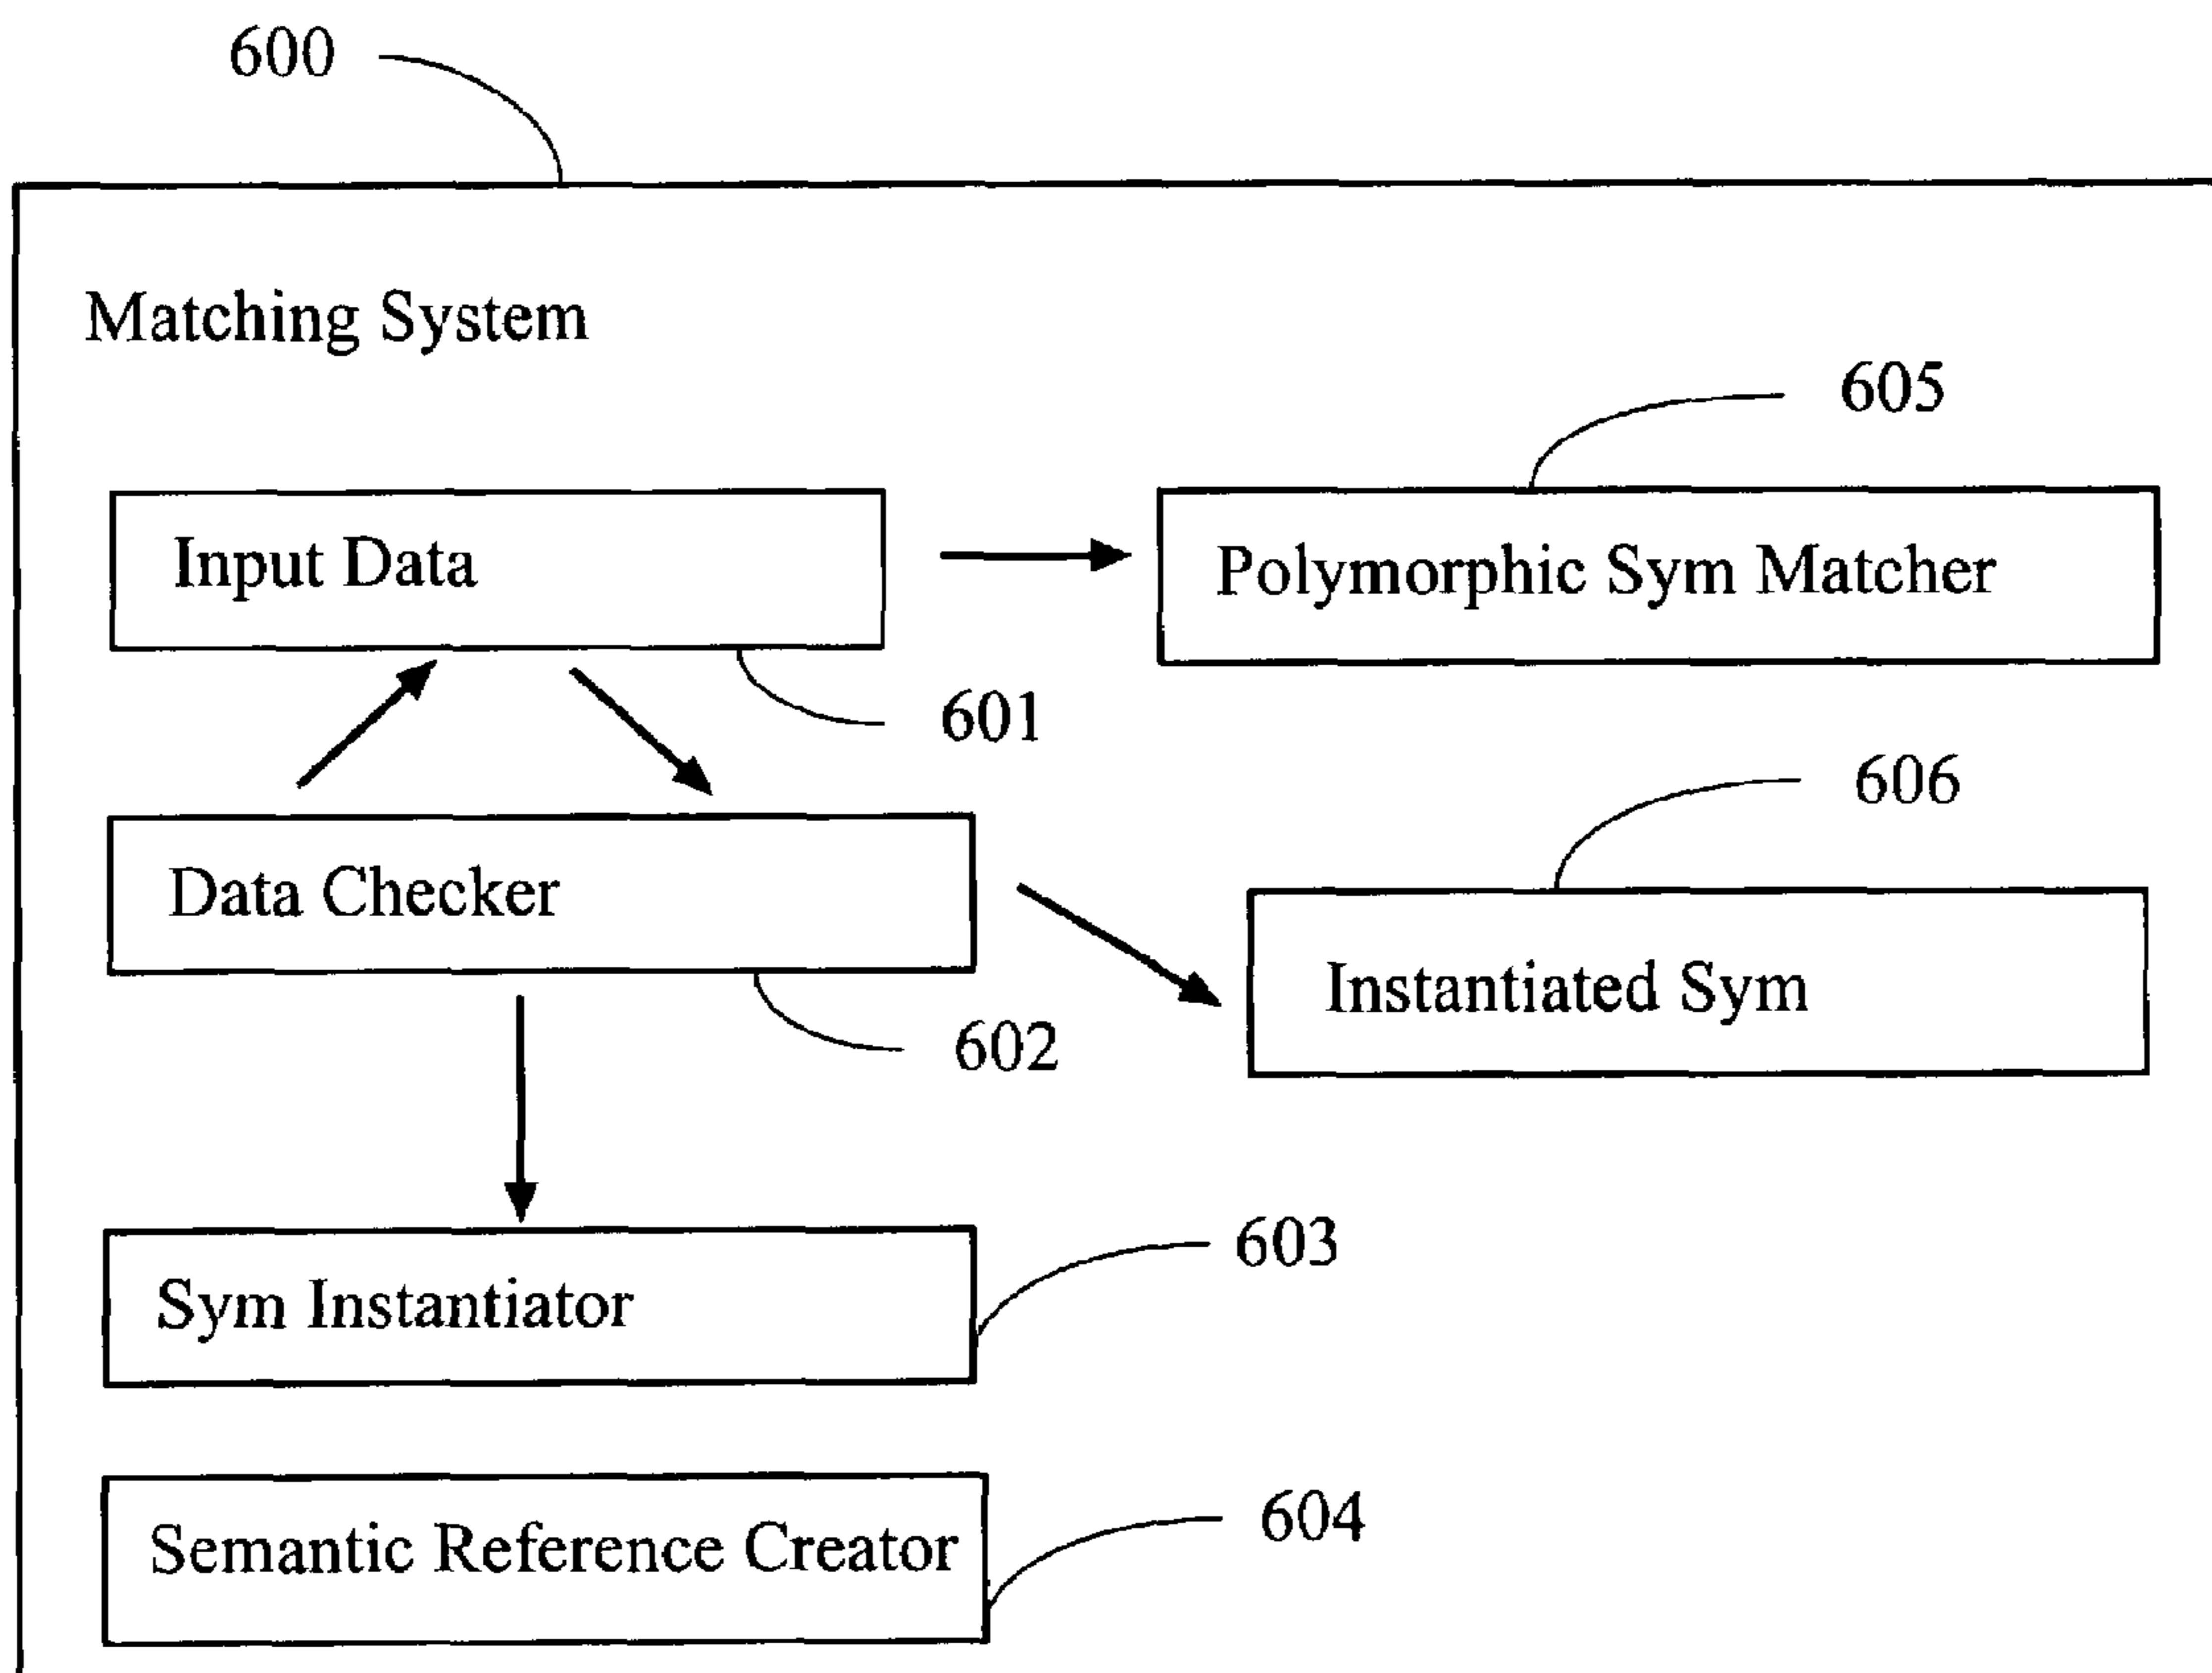 600
Matching System
605
Input Data
Polymorphic Sym Matcher
601
606
Data Checker
Instantiated Sym
602
603
Sym Instantiator
604
Semantic Reference Creator